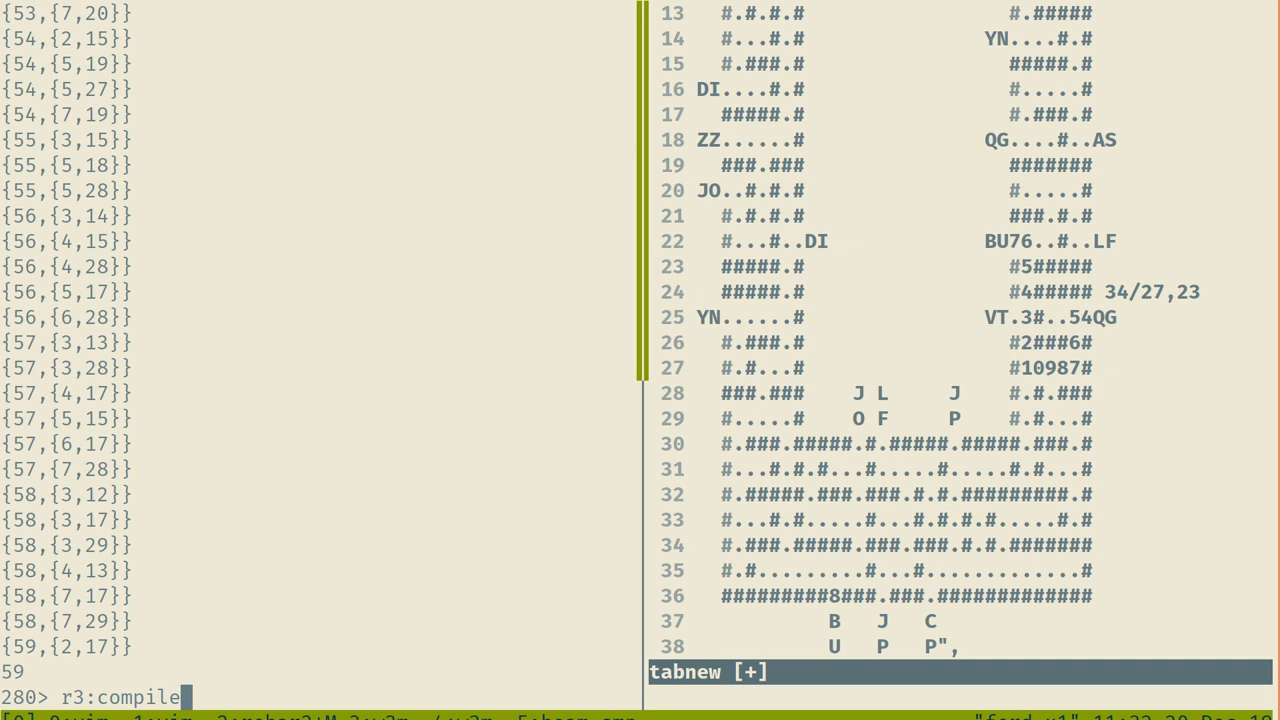 {53,{7,20}}
{54,{2,15}}
{54,{5,19}}
{54,{5,27}}
{54,{7,19}}
{55,{3,15}}
{55,{5,18}}
{55,{5,28}}
{56,{3,14}}
{56,{4,15}}
{56,{4,28}}
{56,{5,17}}
{56,{6,28}}
{57,{3,13}}
{57,{3,28}}
{57,{4,17}}
{57,{5,15}}
{57,{6,17}}
{57,{7,28}}
{58,{3,12}}
{58,{3,17}}
{58,{3,29}}
{58,{4,13}}
{58,{7,17}}
{58,{7,29}}
{59,{2,17}}
59
280> r3:compile
13   #.#.#.#                 #.#####
14   #...#.#               YN....#.#
15   #.###.#                 #####.#
16 DI....#.#                 #.....#
17   #####.#                 #.###.#
18 ZZ......#               QG....#..AS
19   ###.###                 #######
20 JO..#.#.#                 #.....#
21   #.#.#.#                 ###.#.#
22   #...#..DI             BU76..#..LF
23   #####.#                 #5#####
24   #####.#                 #4##### 34/27,23
25 YN......#               VT.3#..54QG
26   #.###.#                 #2###6#
27   #.#...#                 #10987#
28   ###.###    J L     J    #.#.###
29   #.....#    O F     P    #.#...#
30   #.###.#####.#.#####.#####.###.#
31   #...#.#.#...#.....#.....#.#...#
32   #.#####.###.###.#.#.#########.#
33   #...#.#.....#...#.#.#.#.....#.#
34   #.###.#####.###.###.#.#.#######
35   #.#.........#...#.............#
36   #########8###.###.#############
37            B   J   C
38            U   P   P",
tabnew [+]